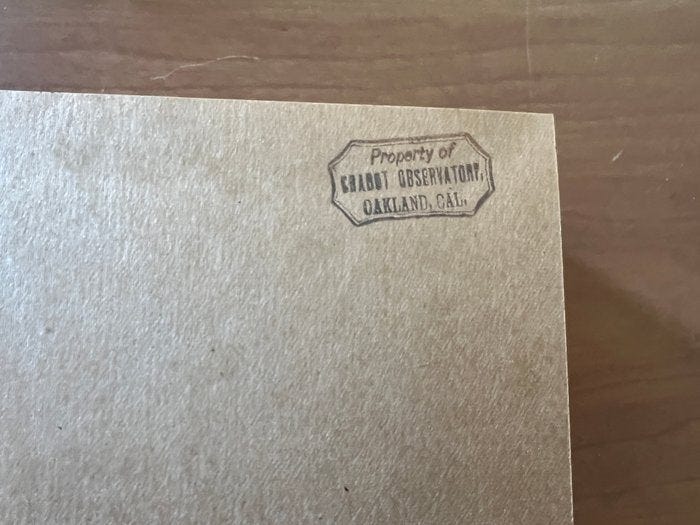 Property of
CHABOT OBSERVATORY,
OAKLAND, CAL.